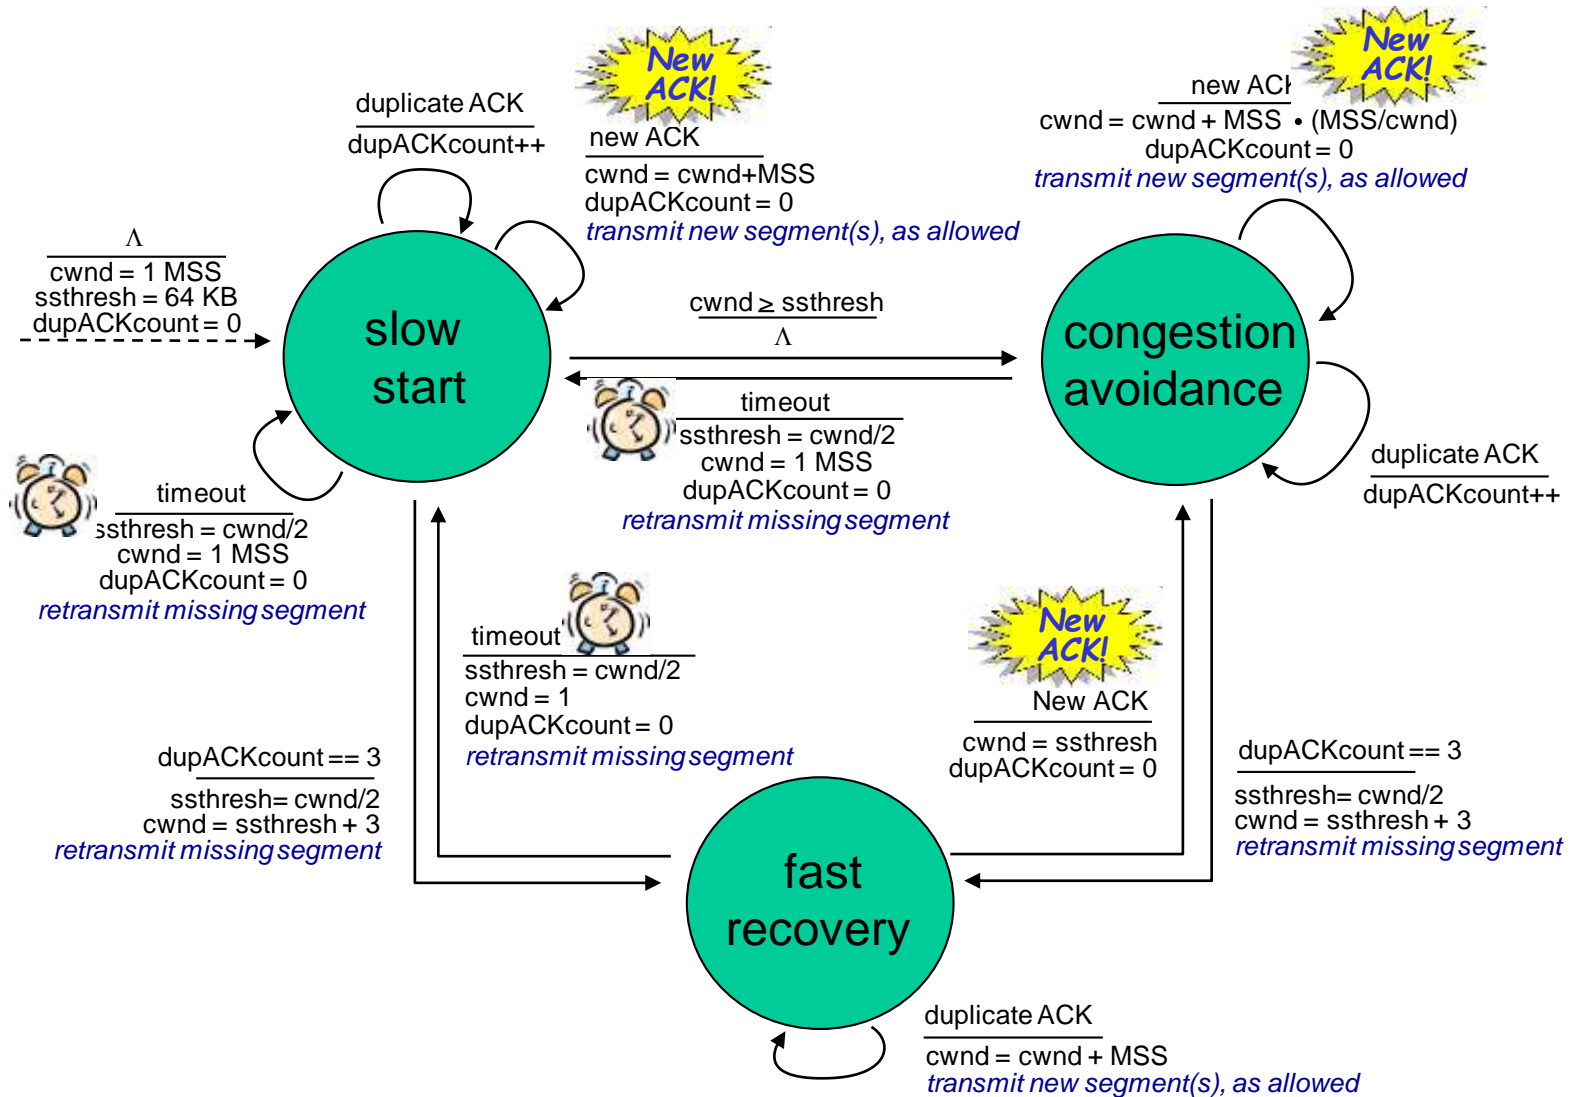 New
ACK!
duplicate ACK
dupACKcount++
new ACK
cwnd = cwnd+MSS
dupACKcount = 0
transmit new segment(s), as allowed
New
ACK!
new ACK
cwnd = cwnd + MSS • (MSS/cwnd)
dupACKcount = 0
transmit new segment(s), as allowed
Λ
cwnd = 1 MSS
ssthresh = 64 KB
dupACKcount = 0
slow
start
cwnd ≥ ssthresh
Λ
congestion
avoidance
timeout
ssthresh = cwnd/2
cwnd = 1 MSS
dupACKcount = 0
retransmit missing segment
duplicate ACK
dupACKcount++
timeout
ssthresh = cwnd/2
cwnd = 1 MSS
dupACKcount = 0
retransmit missing segment
timeout
ssthresh = cwnd/2
cwnd = 1
dupACKcount = 0
retransmit missing segment
New
ACK!
New ACK
cwnd = ssthresh
dupACKcount = 0
dupACKcount == 3
ssthresh= cwnd/2
cwnd = ssthresh + 3
retransmit missing segment
dupACKcount == 3
ssthresh= cwnd/2
cwnd = ssthresh + 3
retransmit missing segment
fast
recovery
duplicate ACK
cwnd = cwnd + MSS
transmit new segment(s), as allowed